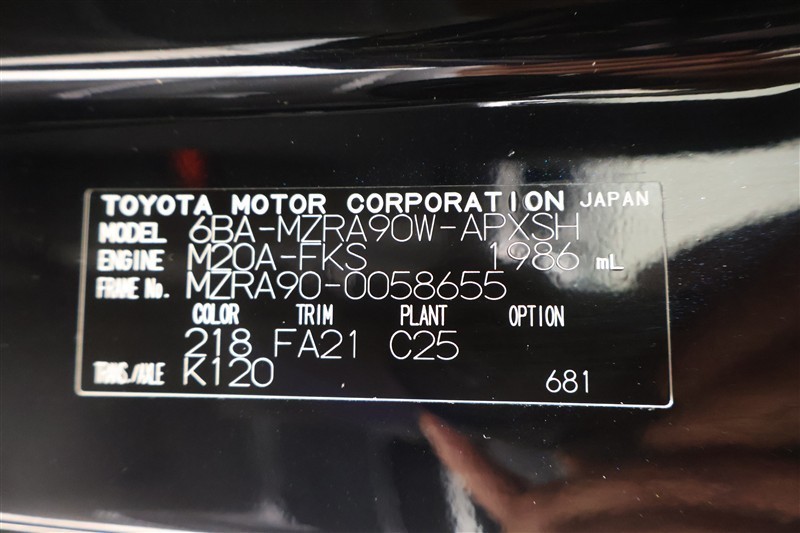 TOYOTA MOTOR CORPORATION JAPAN
MODEL 6BA-MZRA90W-APXSH
ENGINE M20A-FKS 1986 mL
FRAME No. MZRA90-0058655
COLOR TRIM PLANT OPTION
218 FA21 C25
TRANS./AXLE K120 681